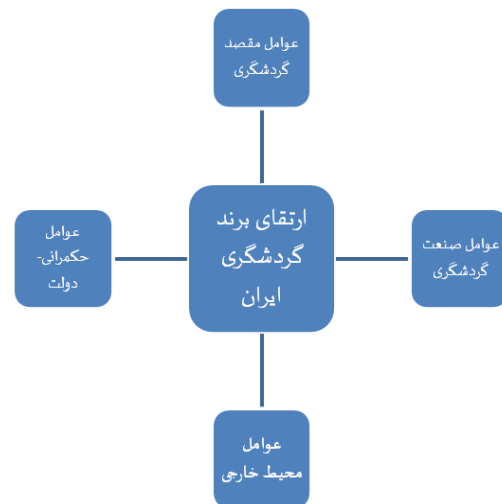 عوامل مقصد
گردشگری
ارتقای برند
گردشگری
ایران
عوامل صنعت
گردشگری
عوامل
حکمرانی-
دولت
عوامل
محیط خارجی